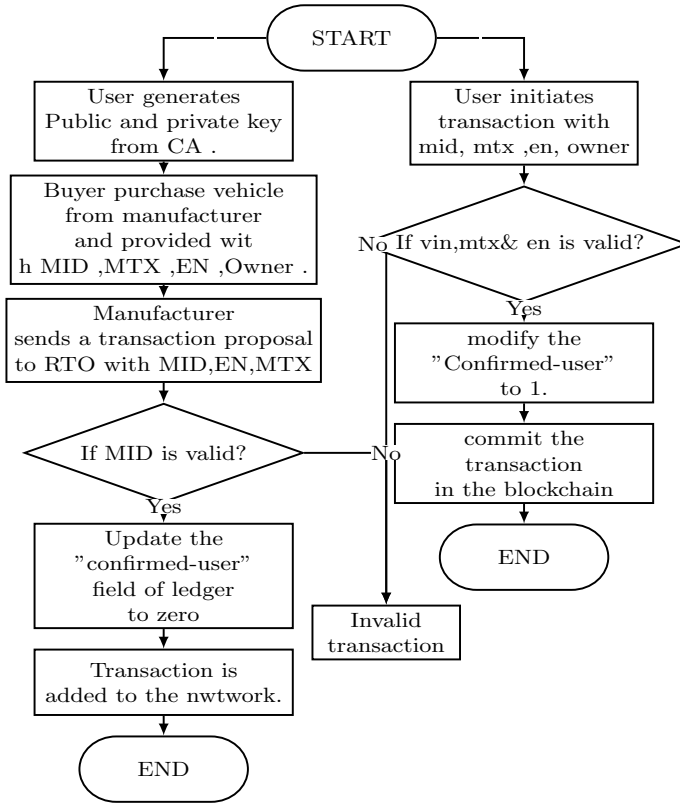 START
User generates
Public and private key
from CA .
Buyer purchase vehicle
from manufacturer
and provided wit
h MID ,MTX ,EN ,Owner .
Manufacturer
sends a transaction proposal
to RTO with MID,EN,MTX
If MID is valid?
No
Yes
Update the
”confirmed-user”
field of ledger
to zero
Transaction is
added to the nwtwork.
END
User initiates
transaction with
mid, mtx ,en, owner
No
If vin,mtx& en is valid?
Yes
modify the
”Confirmed-user”
to 1.
commit the
transaction
in the blockchain
END
Invalid
transaction